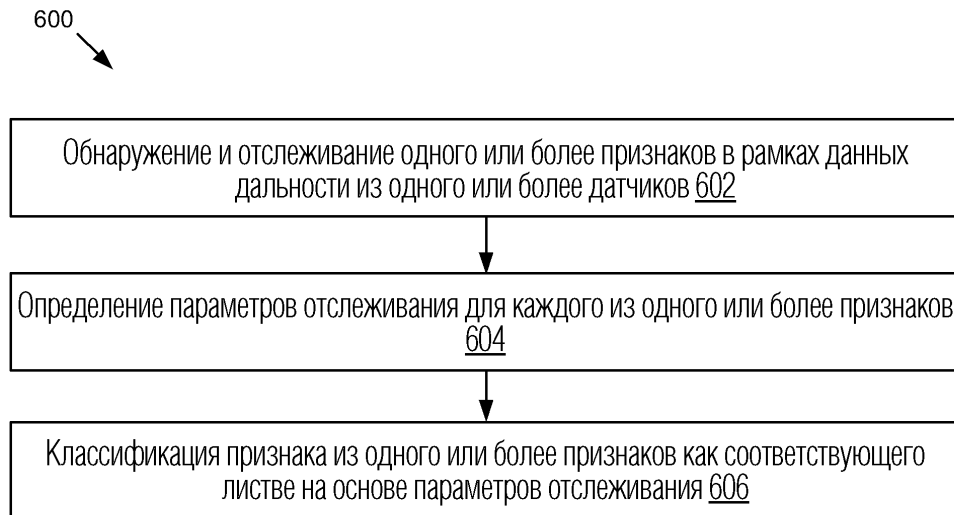 600
Обнаружение и отслеживание одного или более признаков в рамках данных
дальности из одного или более датчиков 602
Определение параметров отслеживания для каждого из одного или более признаков
604
Классификация признака из одного или более признаков как соответствующего
листве на основе параметров отслеживания 606